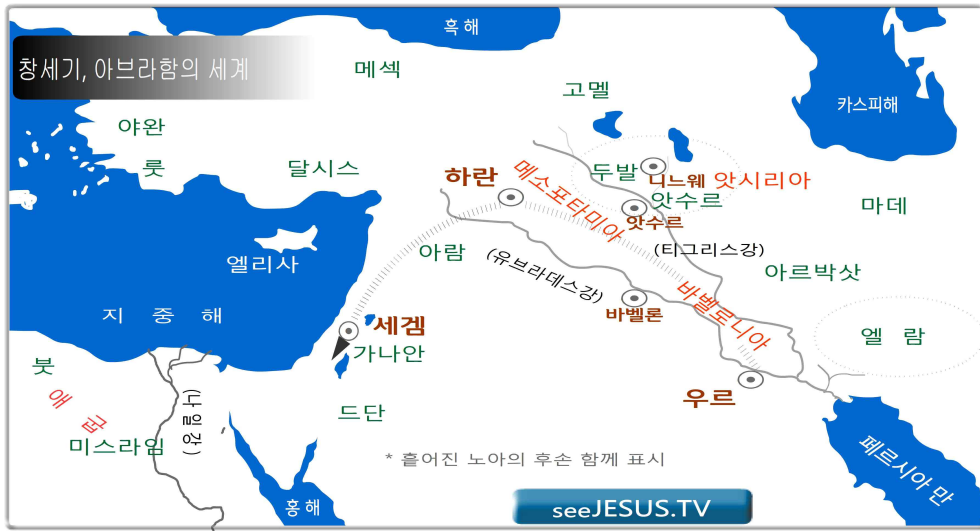 흑 해
창세기, 아브라함의 세계
메섹
고멜
카스피해
야완
룻
달시스
두발
하란
메소포타미아
니느웨
앗시리아
앗수르
앗수르
마데
엘리사
아람
(유브라데스강)
(티그리스강)
아르박삿
지 중 해
바벨론
바벨로니아
세겜
가나안
엘 람
붓
애 굽
(나일강)
미스라임
드단
우르
* 흩어진 노아의 후손 함께 표시
페르시아 만
홍 해
seeJESUS.TV